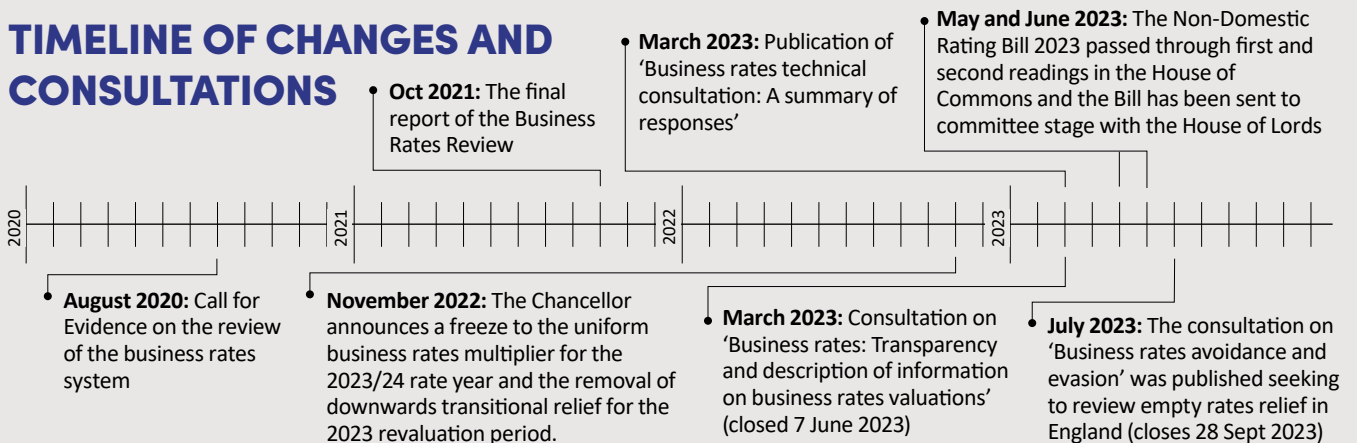 TIMELINE OF CHANGES AND
CONSULTATIONS
Oct 2021: The final
report of the Business
Rates Review
March 2023: Publication of
‘Business rates technical
consultation: A summary of
responses’
May and June 2023: The Non-Domestic
Rating Bill 2023 passed through first and
second readings in the House of
Commons and the Bill has been sent to
committee stage with the House of Lords
2020
2021
2022
2023
August 2020: Call for
Evidence on the review
of the business rates
system
November 2022: The Chancellor
announces a freeze to the uniform
business rates multiplier for the
2023/24 rate year and the removal of
downwards transitional relief for the
2023 revaluation period.
March 2023: Consultation on
‘Business rates: Transparency
and description of information
on business rates valuations’
(closed 7 June 2023)
July 2023: The consultation on
‘Business rates avoidance and
evasion’ was published seeking
to review empty rates relief in
England (closes 28 Sept 2023)